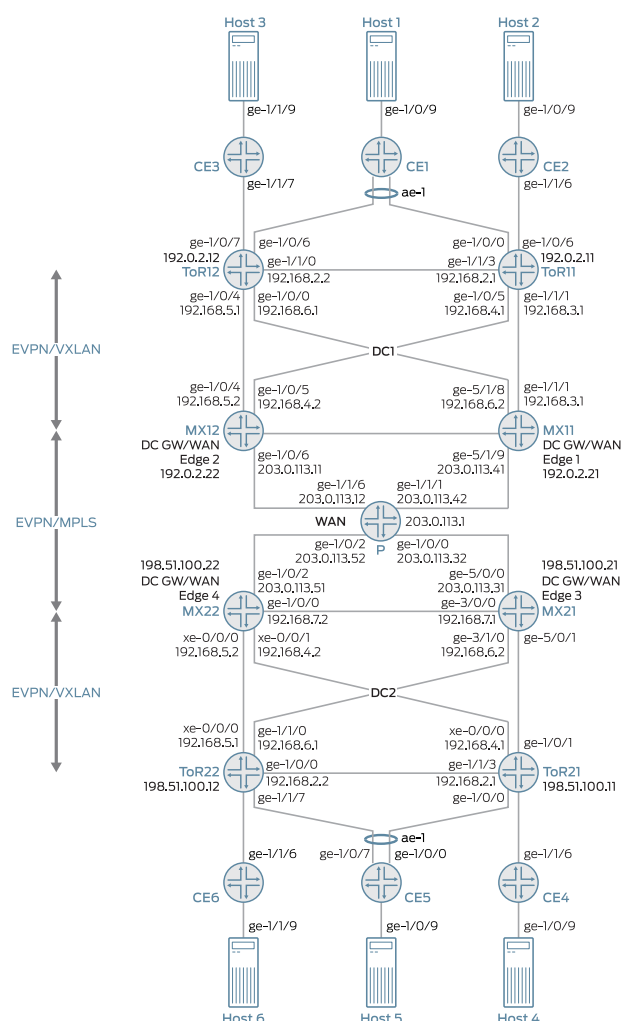 Host 3
Host 1
Host 2
ge-1/1/9
ge-1/0/9
ge-1/0/9
CE3
CE1
CE2
ge-1/1/7
ae-1
ge-1/1/6
ge-1/0/7
ge-1/0/6
ge-1/0/0
ge-1/0/6
192.0.2.12
192.0.2.11
ToR12
ge-1/1/0
192.168.2.2
ge-1/1/3
192.168.2.1
ToR11
ge-1/0/4
192.168.5.1
ge-1/0/0
192.168.6.1
ge-1/0/5
192.168.4.1
ge-1/1/1
192.168.3.1
EVPN/VXLAN
DC1
ge-1/0/4
192.168.5.2
ge-1/0/5
192.168.4.2
ge-5/1/8
192.168.6.2
ge-1/1/1
192.168.3.1
MX12
DC GW/WAN
Edge 2
192.0.2.22
MX11
DC GW/WAN
Edge 1
192.0.2.21
ge-1/0/6
203.0.113.11
ge-5/1/9
203.0.113.41
ge-1/1/6
203.0.113.12
ge-1/1/1
203.0.113.42
EVPN/MPLS
WAN
203.0.113.1
P
ge-1/0/2
203.0.113.52
ge-1/0/0
203.0.113.32
198.51.100.22
DC GW/WAN
Edge 4
MX22
ge-1/0/2
203.0.113.51
ge-5/0/0
203.0.113.31
198.51.100.21
DC GW/WAN
Edge 3
MX21
ge-1/0/0
192.168.7.2
ge-3/0/0
192.168.7.1
xe-0/0/0
192.168.5.2
xe-0/0/1
192.168.4.2
ge-3/1/0
192.168.6.2
ge-5/0/1
EVPN/VXLAN
DC2
xe-0/0/0
192.168.5.1
ge-1/1/0
192.168.6.1
xe-0/0/0
192.168.4.1
ge-1/0/1
ToR22
198.51.100.12
ge-1/0/0
192.168.2.2
ge-1/1/3
192.168.2.1
ToR21
198.51.100.11
ge-1/1/7
ge-1/0/0
ae-1
ge-1/1/6
ge-1/0/7
ge-1/0/0
ge-1/1/6
CE6
CE5
CE4
ge-1/1/9
ge-1/0/9
ge-1/0/9
Host 6
Host 5
Host 4